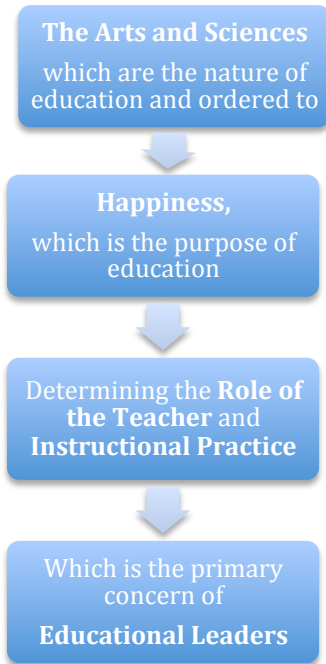 The Arts and Sciences
which are the nature of
education and ordered to
Happiness,
which is the purpose of
education
Determining the Role of
the Teacher and
Instructional Practice
Which is the primary
concern of
Educational Leaders